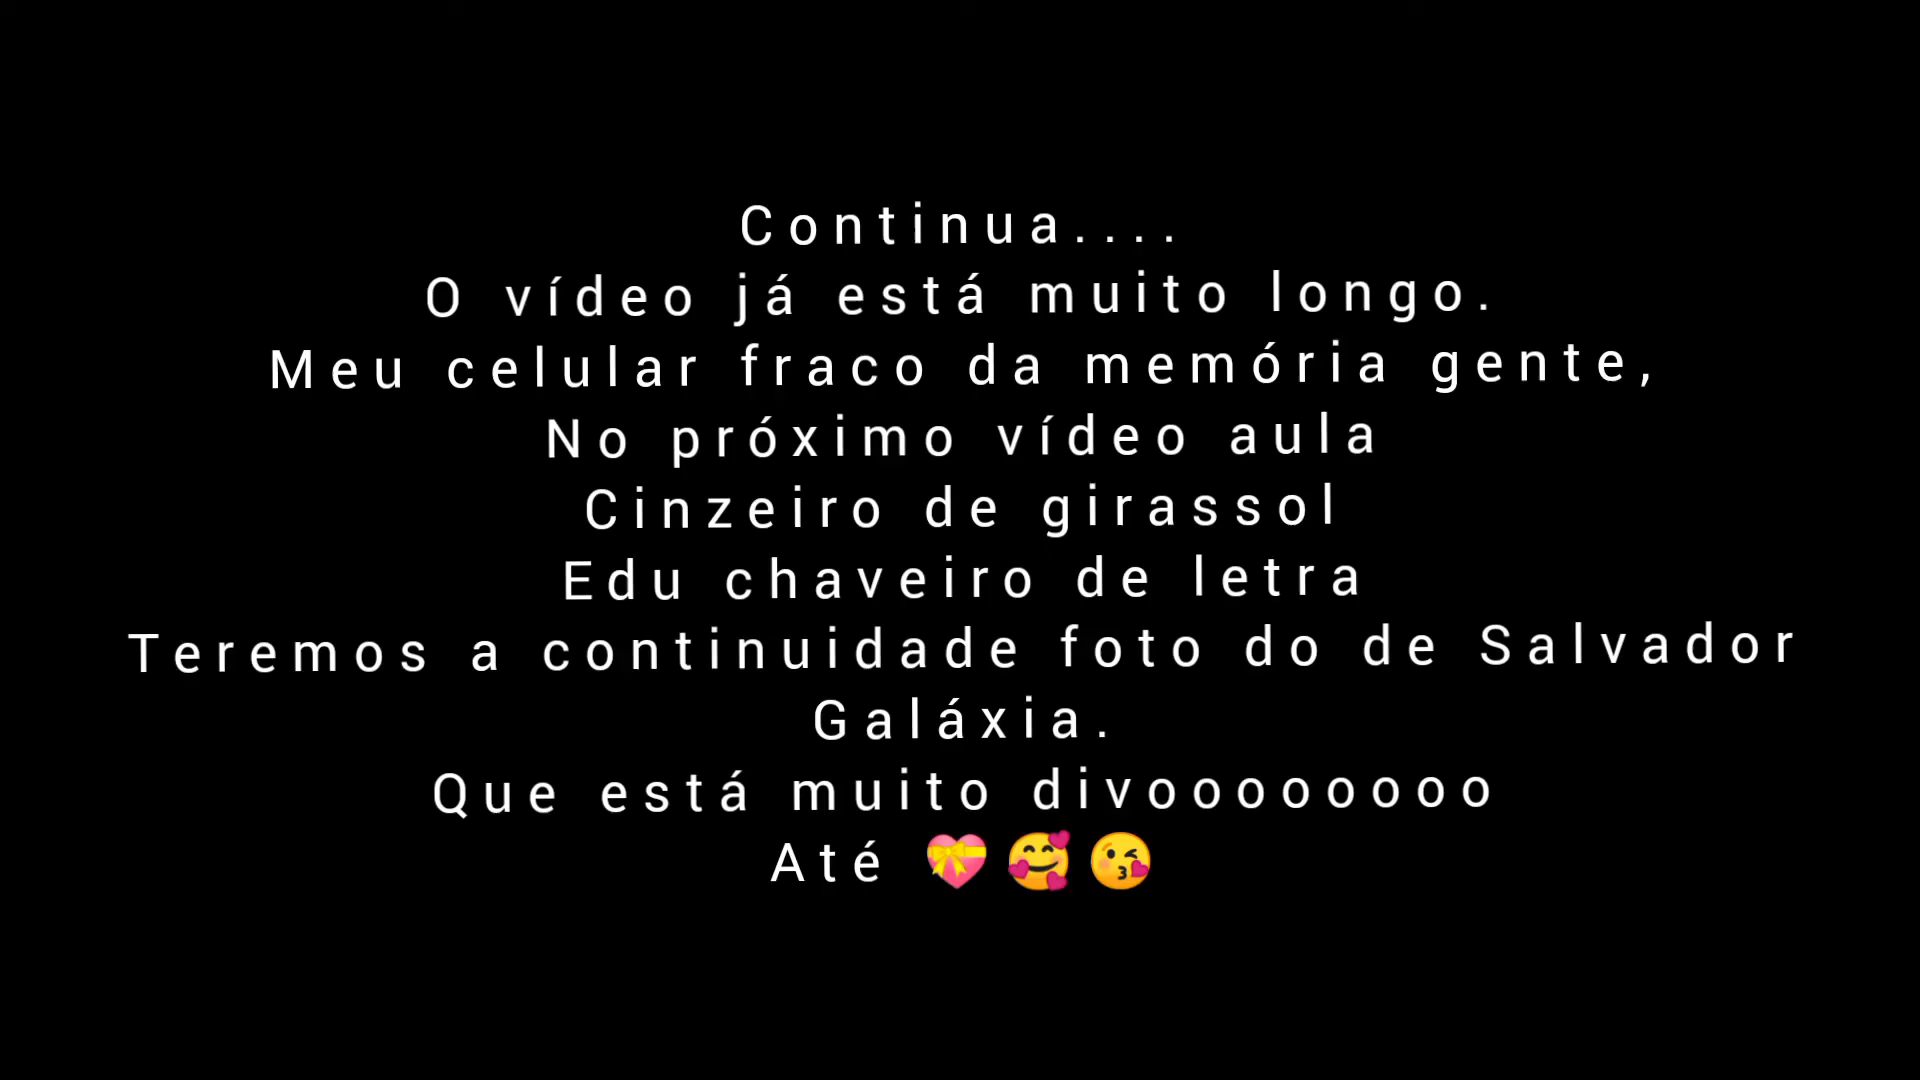 Continua....
O vídeo já está muito longo.
Meu celular fraco da memória gente,
No próximo vídeo aula
Cinzeiro de girassol
Edu chaveiro de letra
Teremos a continuidade foto do de Salvador
Galáxia.
Que está muito divoooooooo
Até 💝🥰😘